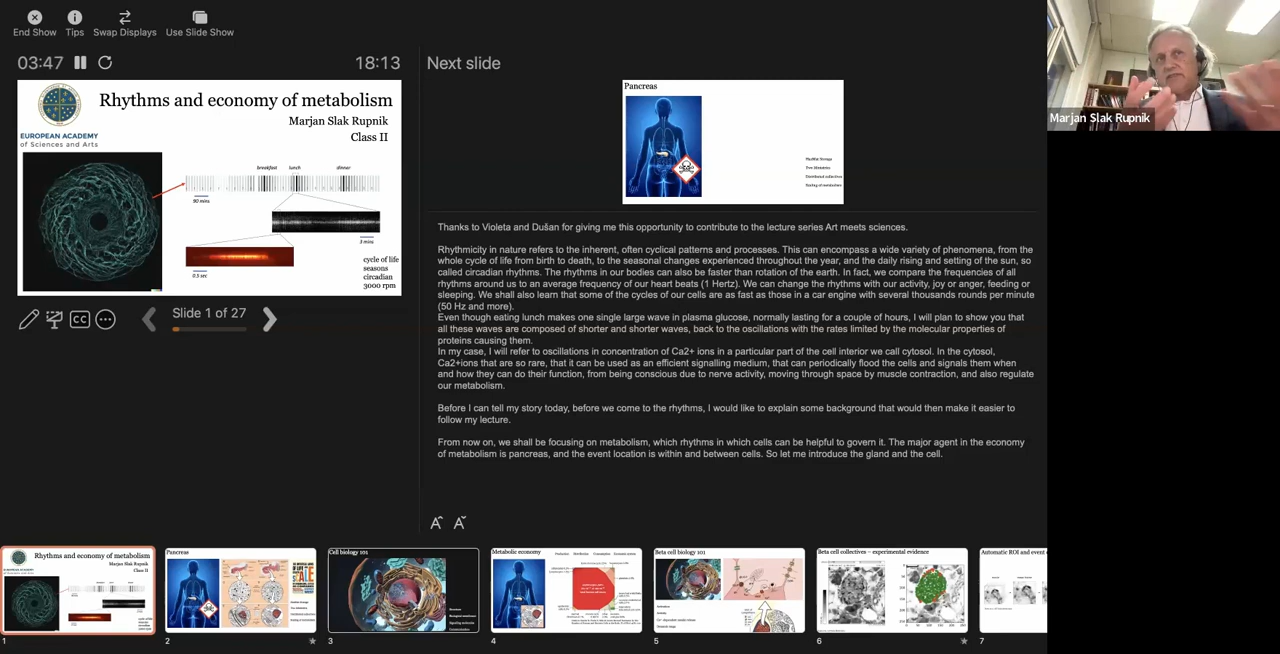 End Show
Tips
Swap Displays
Use Slide Show
03:47
18:13
Next slide
EUROPEAN ACADEMY
of Sciences and Arts
Rhythms and economy of metabolism
Marjan Slak Rupnik
Class II
breakfast
lunch
dinner
90 mins
3 mins
0.5 sec
cycle of life
seasons
circadian
3000 rpm
CC
Slide 1 of 27
Pancreas
Two histories
Distributed collectives
Fueling of metabolism
Marjan Slak Rupnik
Thanks to Violeta and Dušan for giving me this opportunity to contribute to the lecture series Art meets sciences.
Rhythmicity in nature refers to the inherent, often cyclical patterns and processes. This can encompass a wide variety of phenomena, from the
whole cycle of life from birth to death, to the seasonal changes experienced throughout the year, and the daily rising and setting of the sun, so
called circadian rhythms. The rhythms in our bodies can also be faster than rotation of the earth. In fact, we compare the frequencies of all
rhythms around us to an average frequency of our heart beats (1 Hertz). We can change the rhythms with our activity, joy or anger, feeding or
sleeping. We shall also learn that some of the cycles of our cells are as fast as those in a car engine with several thousands rounds per minute
(50 Hz and more).
Even though eating lunch makes one single large wave in plasma glucose, normally lasting for a couple of hours, I will plan to show you that
all these waves are composed of shorter and shorter waves, back to the oscillations with the rates limited by the molecular properties of
proteins causing them.
In my case, I will refer to oscillations in concentration of Ca2+ ions in a particular part of the cell interior we call cytosol. In the cytosol,
Ca2+ions that are so rare, that it can be used as an efficient signalling medium, that can periodically flood the cells and signals them when
and how they can do their function, from being conscious due to nerve activity, moving through space by muscle contraction, and also regulate
our metabolism.
Before I can tell my story today, before we come to the rhythms, I would like to explain some background that would then make it easier to
follow my lecture.
From now on, we shall be focusing on metabolism, which rhythms in which cells can be helpful to govern it. The major agent in the economy
of metabolism is pancreas, and the event location is within and between cells. So let me introduce the gland and the cell.
A A
Rhythms and economy of metabolism
Marjan Slak Rupnik
Class II
Pancreas
Cell biology 101
Metabolic economy
Beta cell biology 101
Beta cell collectives – experimental evidence
Automatic ROI and event
1
2
3
4
5
6
7